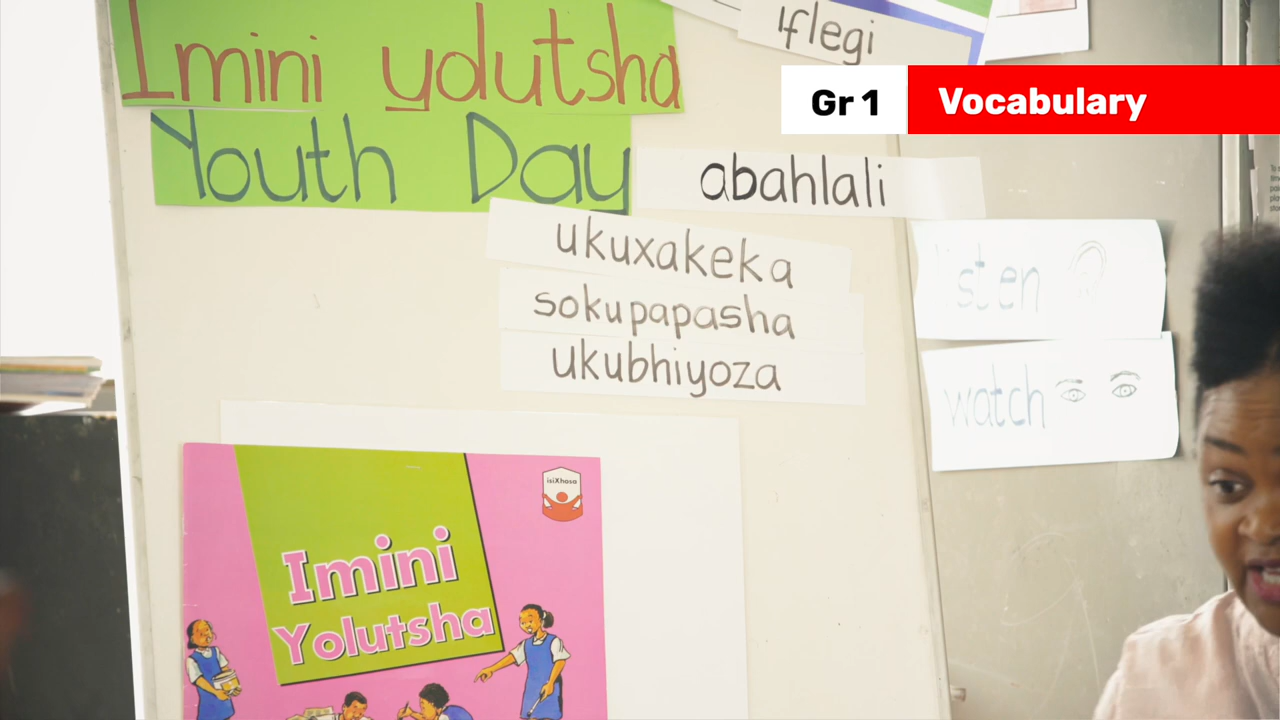 Iflegi
Imini yolutsha
Gr 1 Vocabulary
Youth Day
abahlali
ukuxakeka
sokupapasha
ukubhiyoza
listen
watch
isiXhosa
Imini
Yolutsha